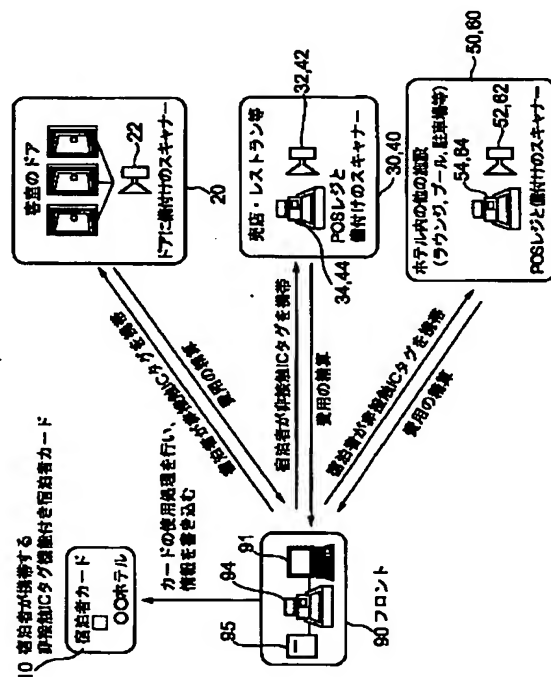 10 宿泊者が携帯する
非接触ICタグ機能付き宿泊者カード
宿泊者カード
○○ホテル
カードの使用処理を行い、
情報を書き込む
95
94
91
90 フロント
宿泊者が非接触ICタグを携帯
費用の精算
客室のドア
22
ドアに備付けのスキャナー
20
宿泊者が非接触ICタグを携帯
費用の精算
売店・レストラン等
32,42
POSレジと
備付けのスキャナー
34,44
30,40
宿泊者が非接触ICタグを携帯
費用の精算
50,60
ホテル内の他の施設
(ラウンジ、プール、駐車場等)
54,64
52,62
POSレジと備付けのスキャナー